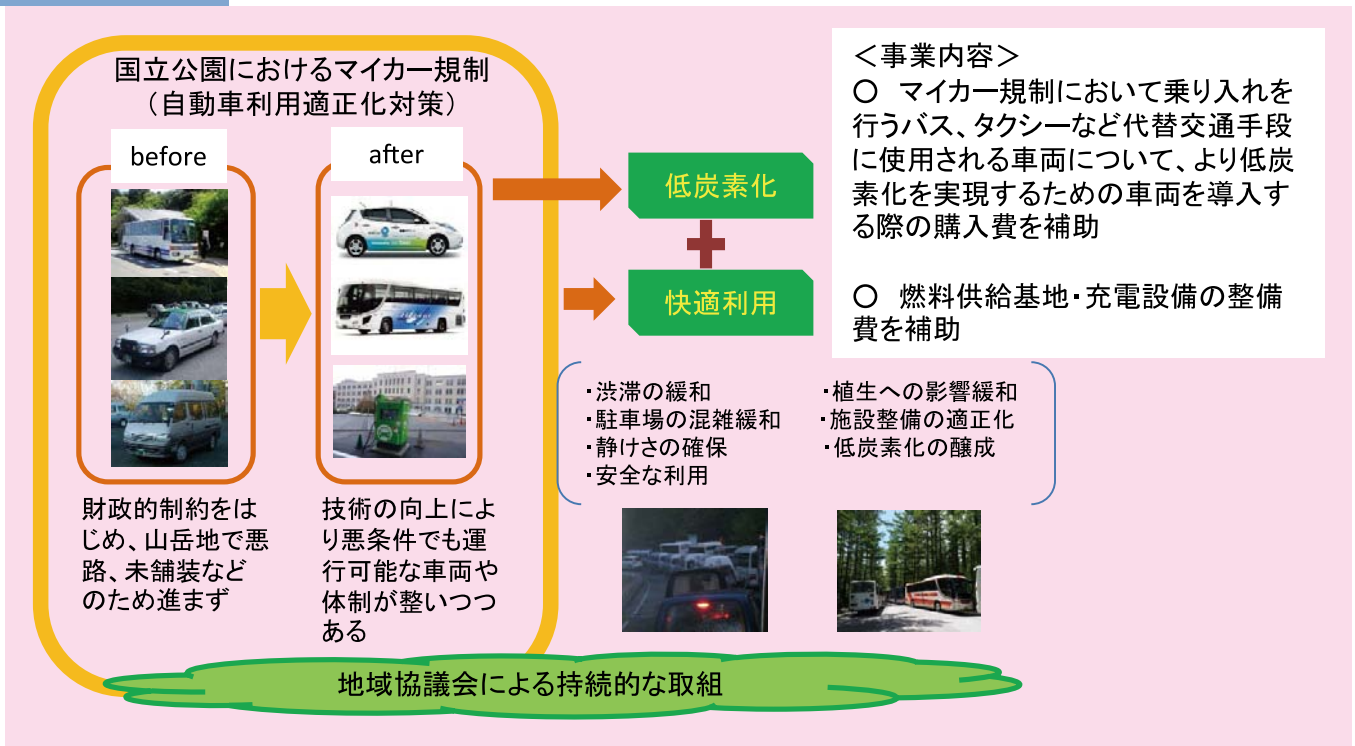 国立公園におけるマイカー規制
（自動車利用適正化対策）
before
after
財政的制約をは
じめ、山岳地で悪
路、未舗装など
のため進まず
技術の向上によ
り悪条件でも運
行可能な車両や
体制が整いつつ
ある
低炭素化
快適利用
＜事業内容＞
○　マイカー規制において乗り入れを
行うバス、タクシーなど代替交通手段
に使用される車両について、より低炭
素化を実現するための車両を導入す
る際の購入費を補助
○　燃料供給基地・充電設備の整備
費を補助
・渋滞の緩和
・駐車場の混雑緩和
・静けさの確保
・安全な利用
・植生への影響緩和
・施設整備の適正化
・低炭素化の醸成
地域協議会による持続的な取組